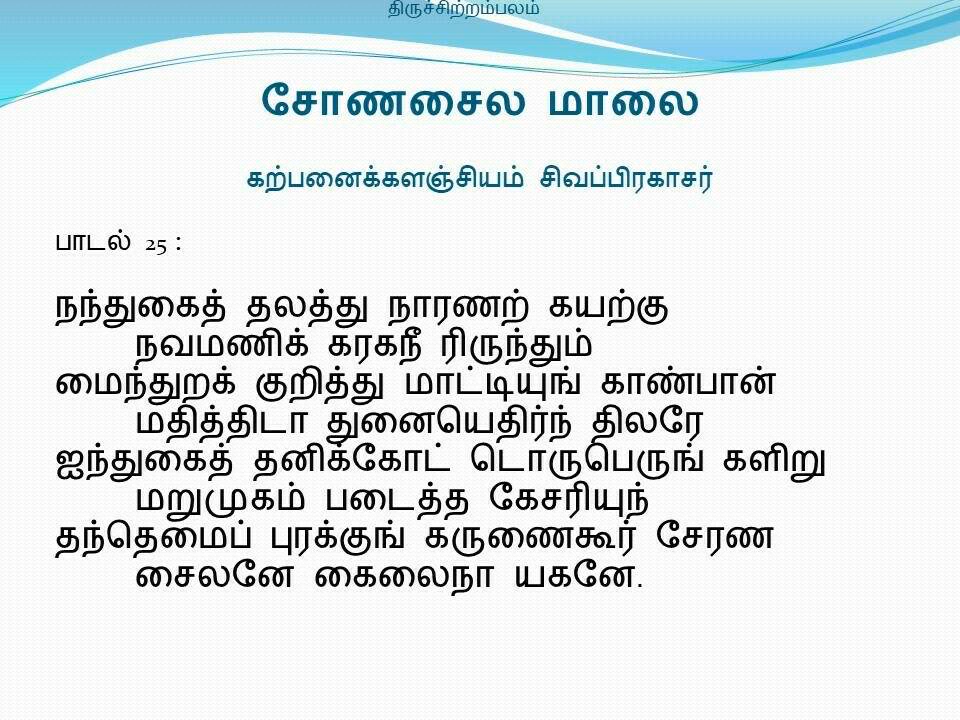 திருச்சிற்றம்பலம்
சோணசைல மாலை
கற்பனைக்களஞ்சியம் சிவப்பிரகாசர்
பாடல் 25 :
நந்துகைத் தலத்து நாரணற் கயற்கு
நவமணிக் கரகநீ ரிருந்தும்
மைந்துறக் குறித்து மாட்டியுங் காண்பான்
மதித்திடா துனையெதிர்ந் திலரே
ஐந்துகைத் தனிக்கோட் டொருபெருங் களிறு
மறுமுகம் படைத்த கேசரியுந்
தந்தெமைப் புரக்குங் கருணைகூர் சேரண
சைலனே கைலைநா யகனே.